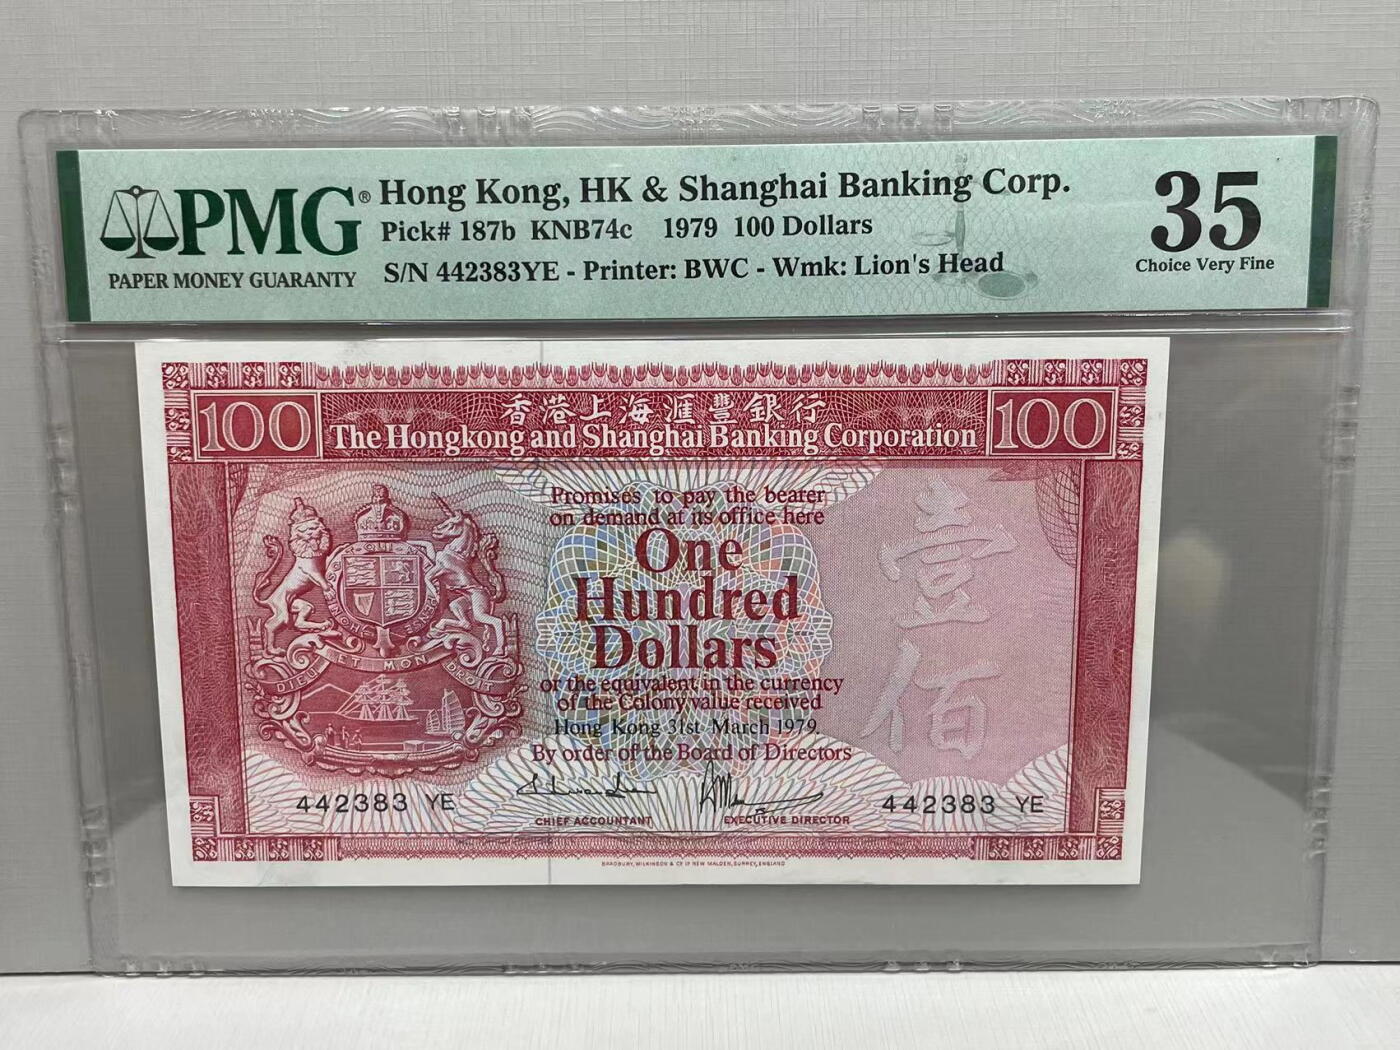 PMG®
PAPER MONEY GUARANTY
Hong Kong, HK & Shanghai Banking Corp.
Pick# 187b KNB74c 1979 100 Dollars
S/N 442383YE - Printer: BWC - Wmk: Lion's Head
35
Choice Very Fine
100
香港上海滙豐銀行
The Hongkong and Shanghai Banking Corporation
100
Promises to pay the bearer
on demand at its office here
One
Hundred
Dollars
or the equivalent in the currency
of the Colony value received
Hong Kong 31st March 1979.
By order of the Board of Directors
壹
佰
DIEU ET MON DROIT
442383 YE
CHIEF ACCOUNTANT
EXECUTIVE DIRECTOR
442383 YE
BRADBURY, WILKINSON & Co Ld NEW MALDEN, SURREY, ENGLAND